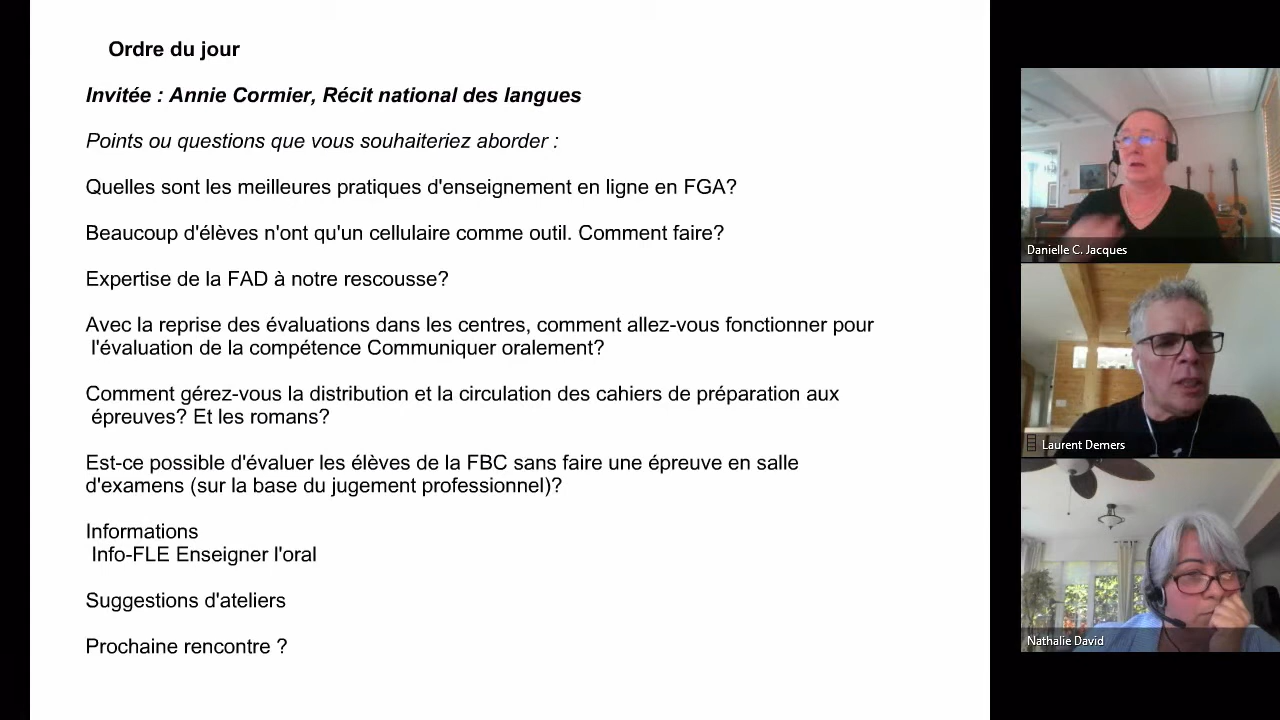 Ordre du jour
Invitée : Annie Cormier, Récit national des langues
Points ou questions que vous souhaiteriez aborder :
Quelles sont les meilleures pratiques d'enseignement en ligne en FGA?
Beaucoup d'élèves n'ont qu'un cellulaire comme outil. Comment faire?
Expertise de la FAD à notre rescousse?
Avec la reprise des évaluations dans les centres, comment allez-vous fonctionner pour
l'évaluation de la compétence Communiquer oralement?
Comment gérez-vous la distribution et la circulation des cahiers de préparation aux
épreuves? Et les romans?
Est-ce possible d'évaluer les élèves de la FBC sans faire une épreuve en salle
d'examens (sur la base du jugement professionnel)?
Informations
Info-FLE Enseigner l'oral
Suggestions d'ateliers
Prochaine rencontre ?
Danielle C. Jacques
Laurent Demers
Nathalie David